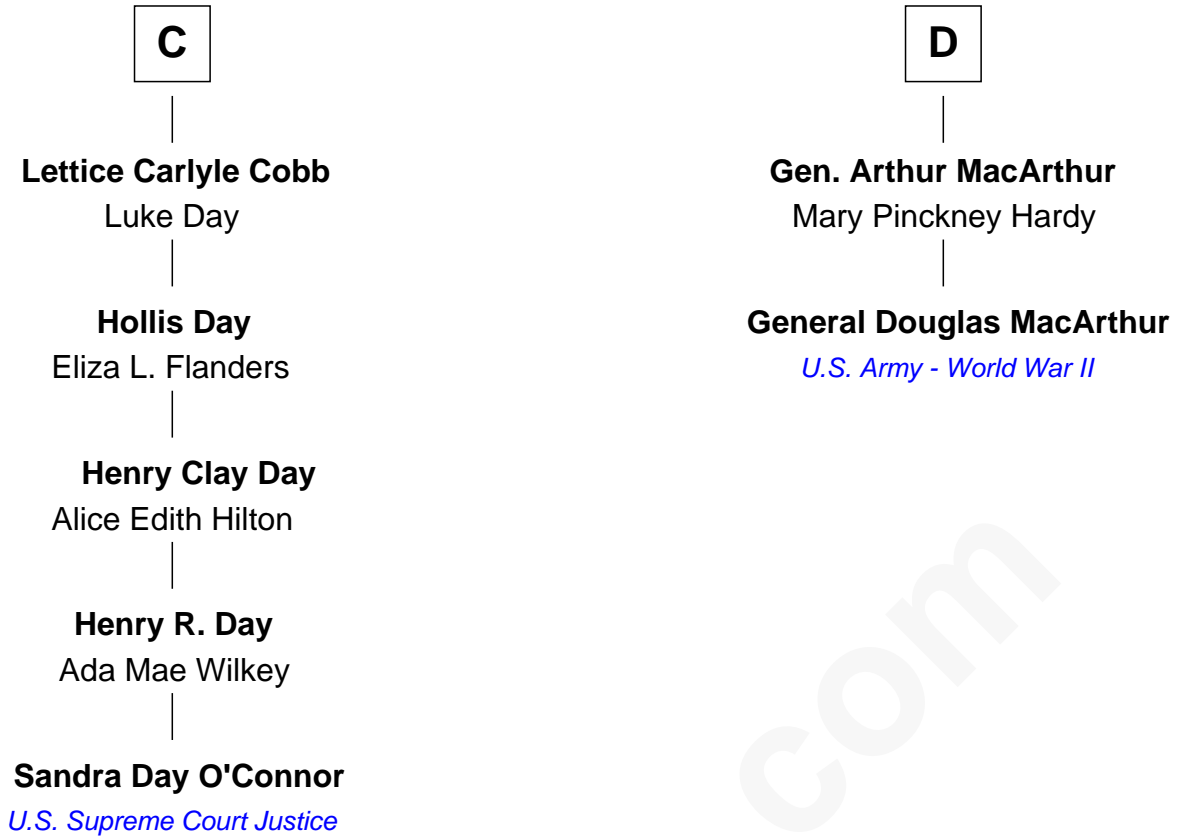 C
Lettice Carlyle Cobb
Luke Day
Hollis Day
Eliza L. Flanders
Henry Clay Day
Alice Edith Hilton
Henry R. Day
Ada Mae Wilkey
Sandra Day O'Connor
U.S. Supreme Court Justice
D
Gen. Arthur MacArthur
Mary Pinckney Hardy
General Douglas MacArthur
U.S. Army - World War II
com